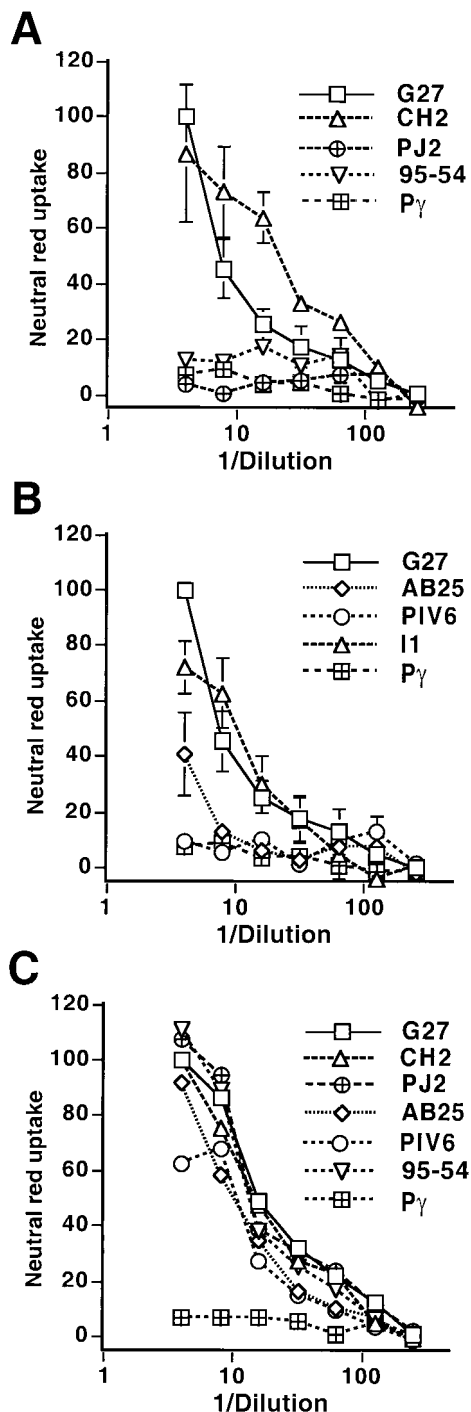 A
G27
CH2
PJ2
95-54
Pγ
120
100
80
60
40
20
0
Neutral red uptake
1
10
100
1/Dilution
B
G27
AB25
PIV6
I1
Pγ
120
100
80
60
40
20
0
Neutral red uptake
1
10
100
1/Dilution
C
G27
CH2
PJ2
AB25
PIV6
95-54
Pγ
120
100
80
60
40
20
0
Neutral red uptake
1
10
100
1/Dilution